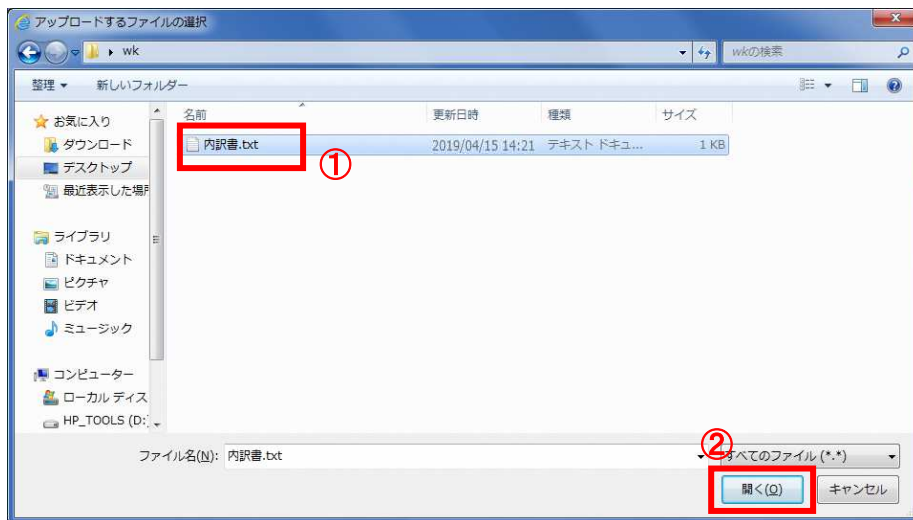 アップロードするファイルの選択
wk
wkの検索
整理 新しいフォルダー
名前 更新日時 種類 サイズ
内訳書.txt 2019/04/15 14:21 テキスト ドキュ... 1 KB
①
お気に入り
ダウンロード
デスクトップ
最近表示した場所
ライブラリ
ドキュメント
ピクチャ
ビデオ
ミュージック
コンピューター
ローカル ディス
HP_TOOLS (D:)
②
ファイル名(N): 内訳書.txt すべてのファイル (*.*)
開く(O) キャンセル